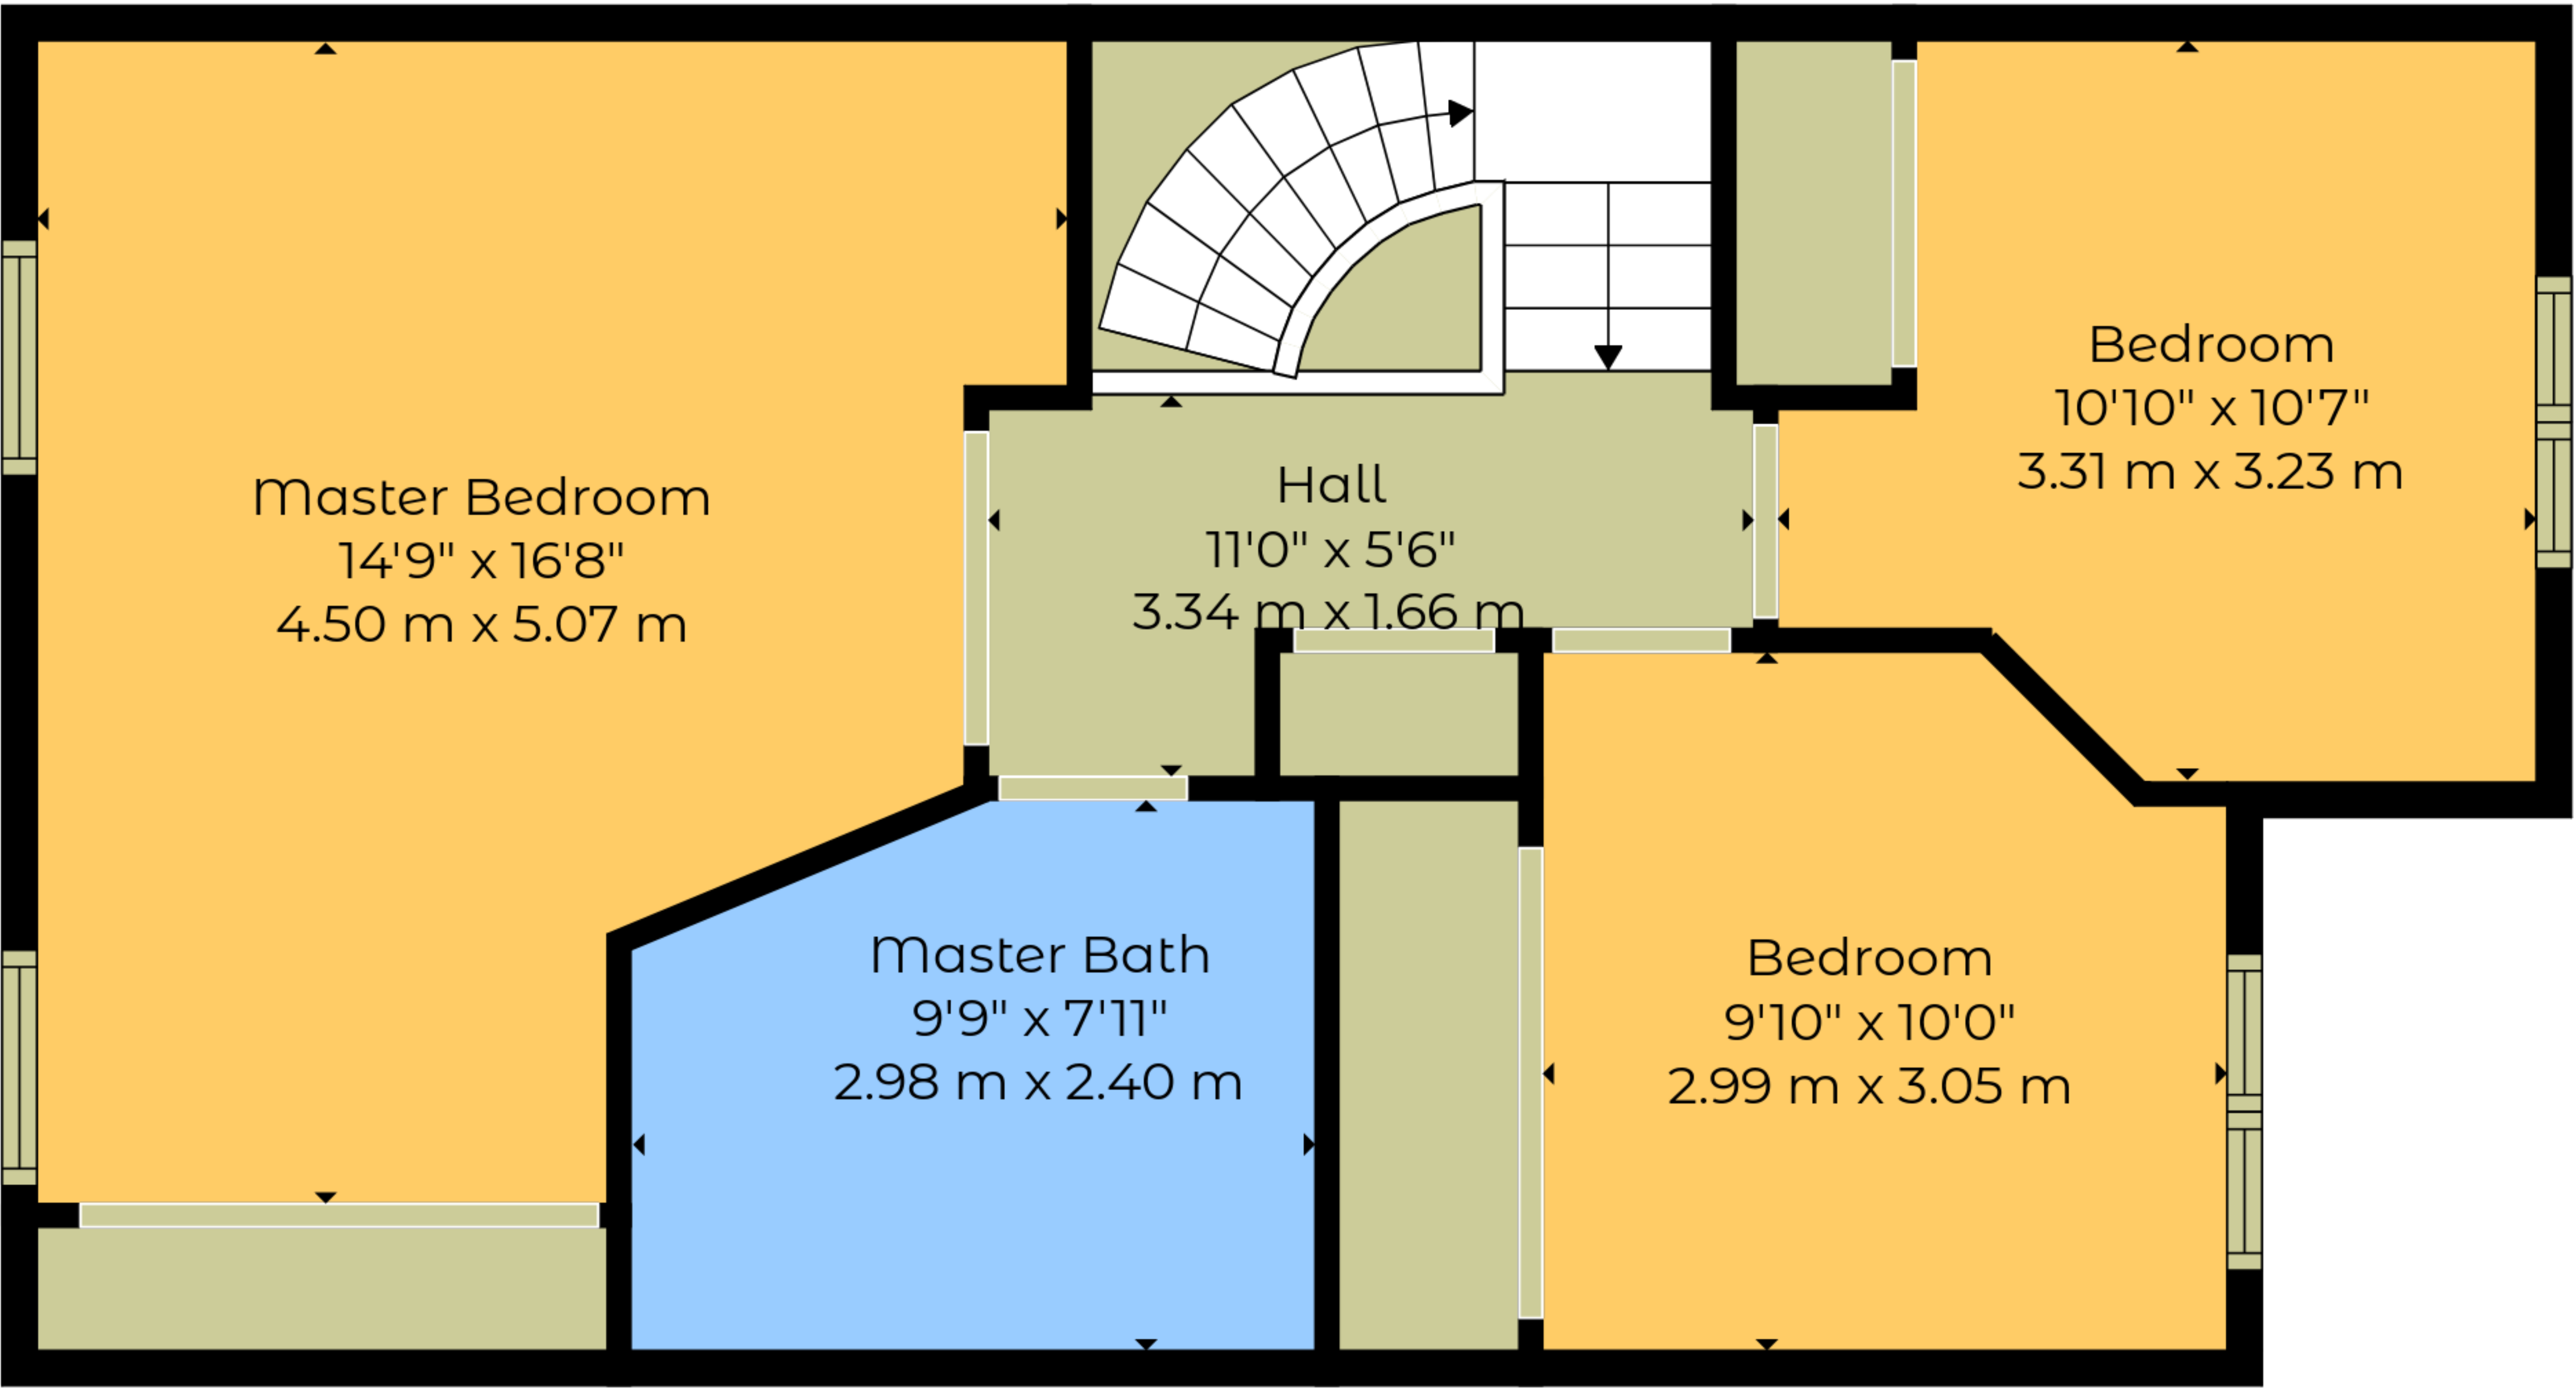 Master Bedroom
14'9" x 16'8"
4.50 m x 5.07 m
Hall
11'0" x 5'6"
3.34 m x 1.66 m
Bedroom
10'10" x 10'7"
3.31 m x 3.23 m
Master Bath
9'9" x 7'11"
2.98 m x 2.40 m
Bedroom
9'10" x 10'0"
2.99 m x 3.05 m